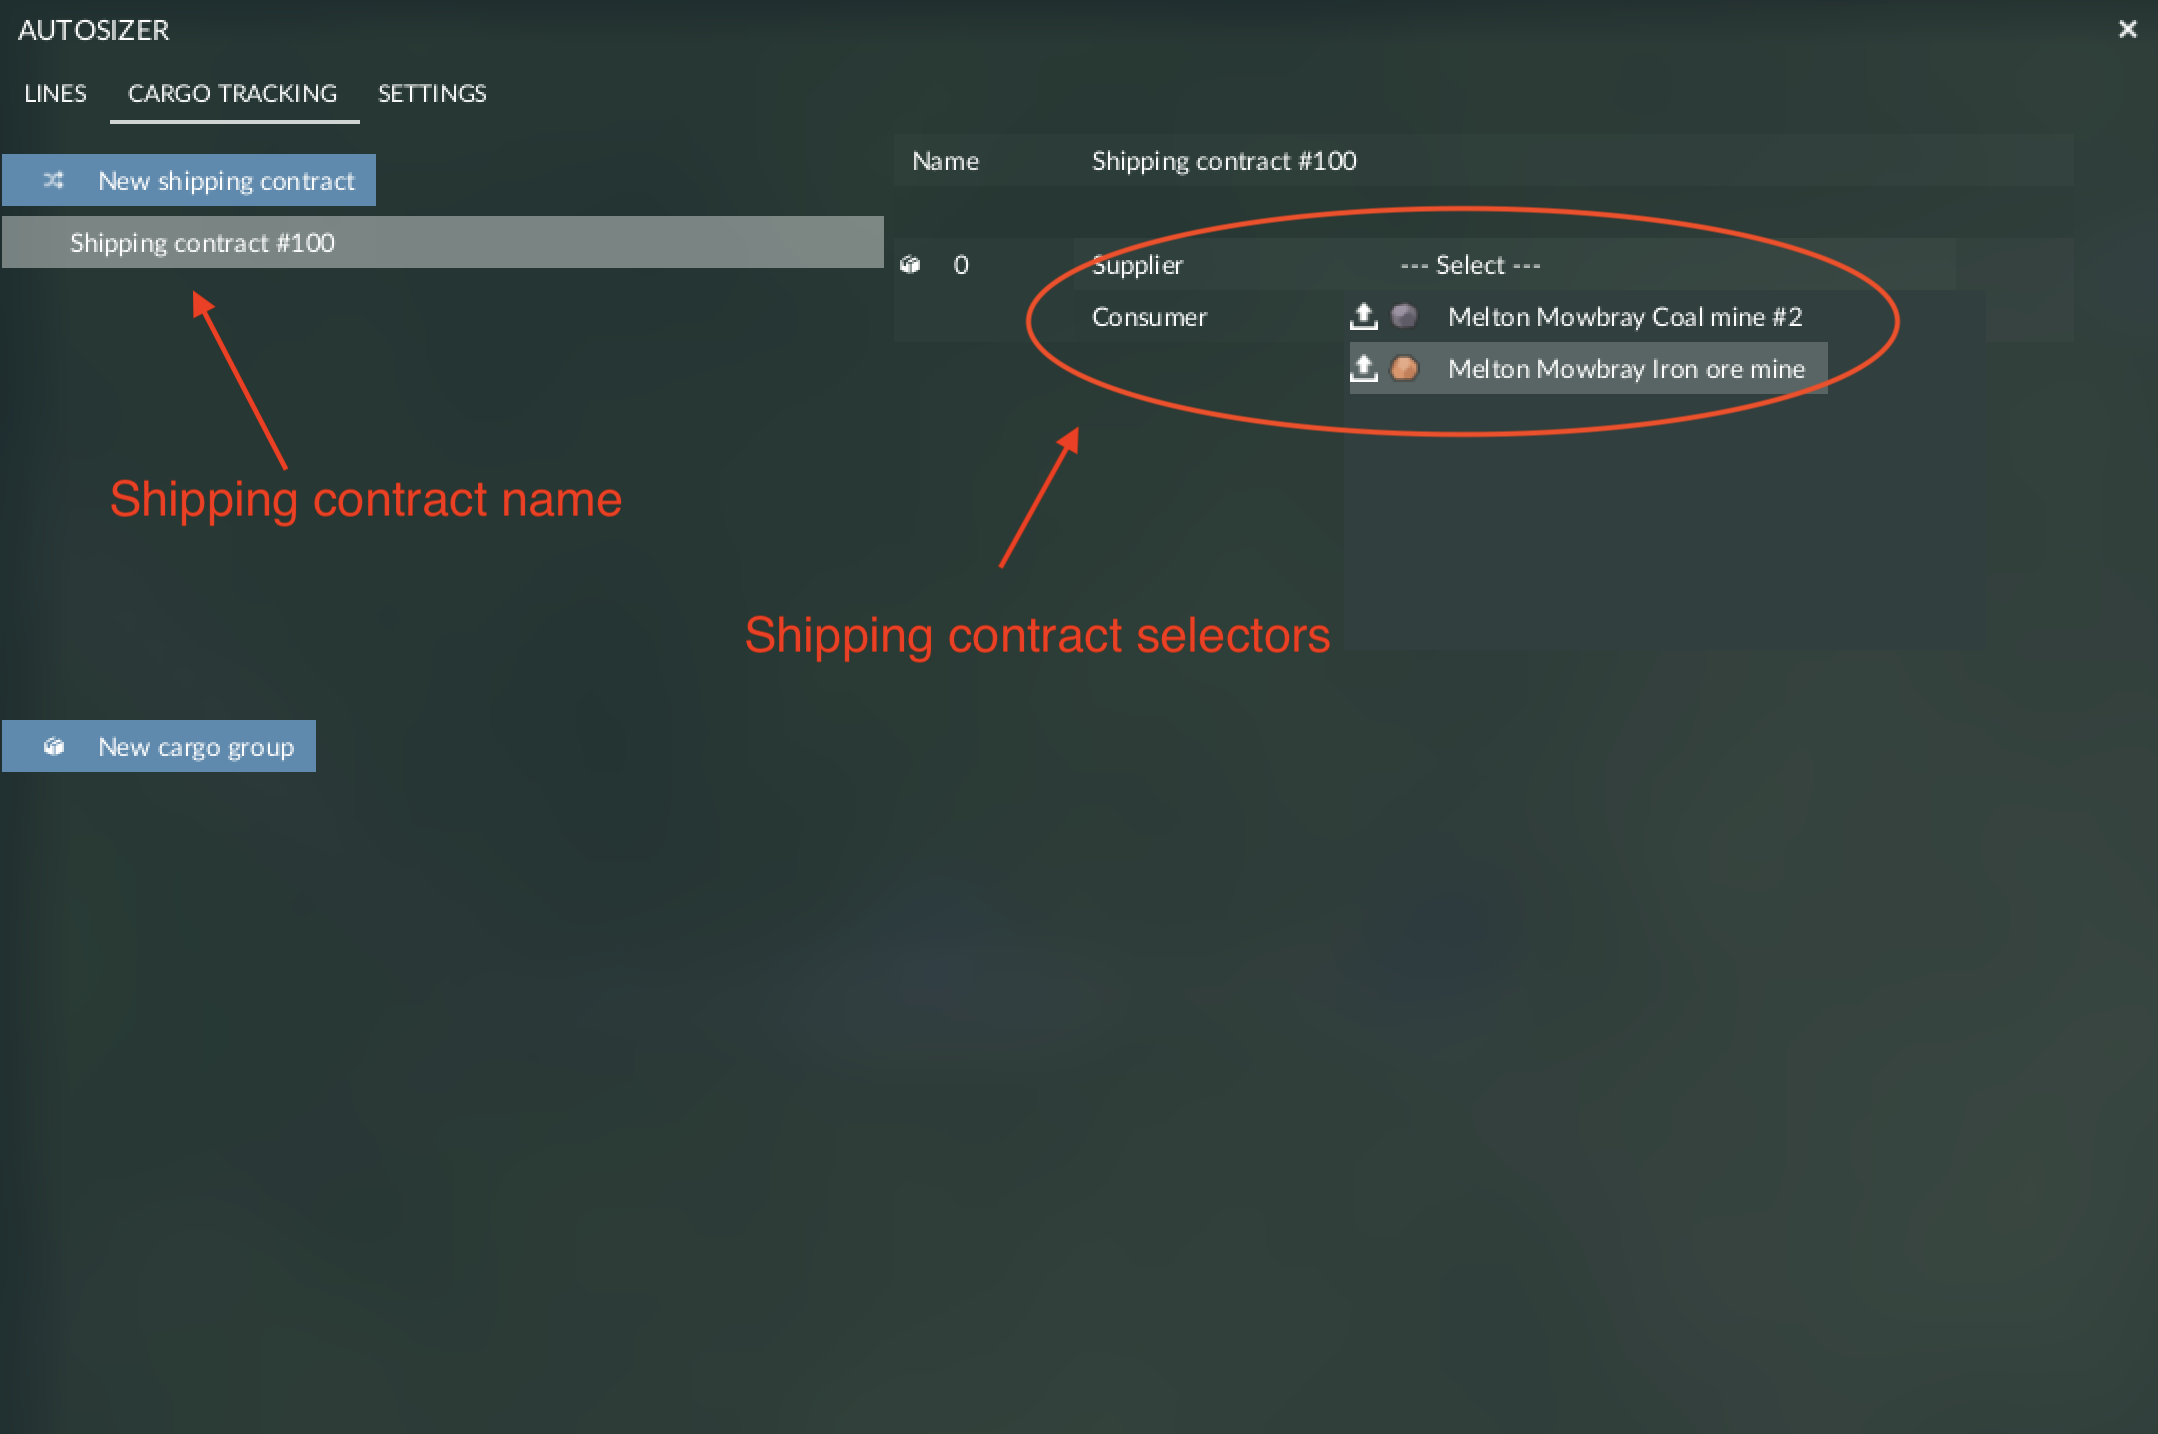 AUTOSIZER
LINES
CARGO TRACKING
SETTINGS
New shipping contract
Shipping contract #100
Name
Shipping contract #100
0
Supplier
--- Select ---
Consumer
Melton Mowbray Coal mine #2
Melton Mowbray Iron ore mine
Shipping contract name
Shipping contract selectors
New cargo group